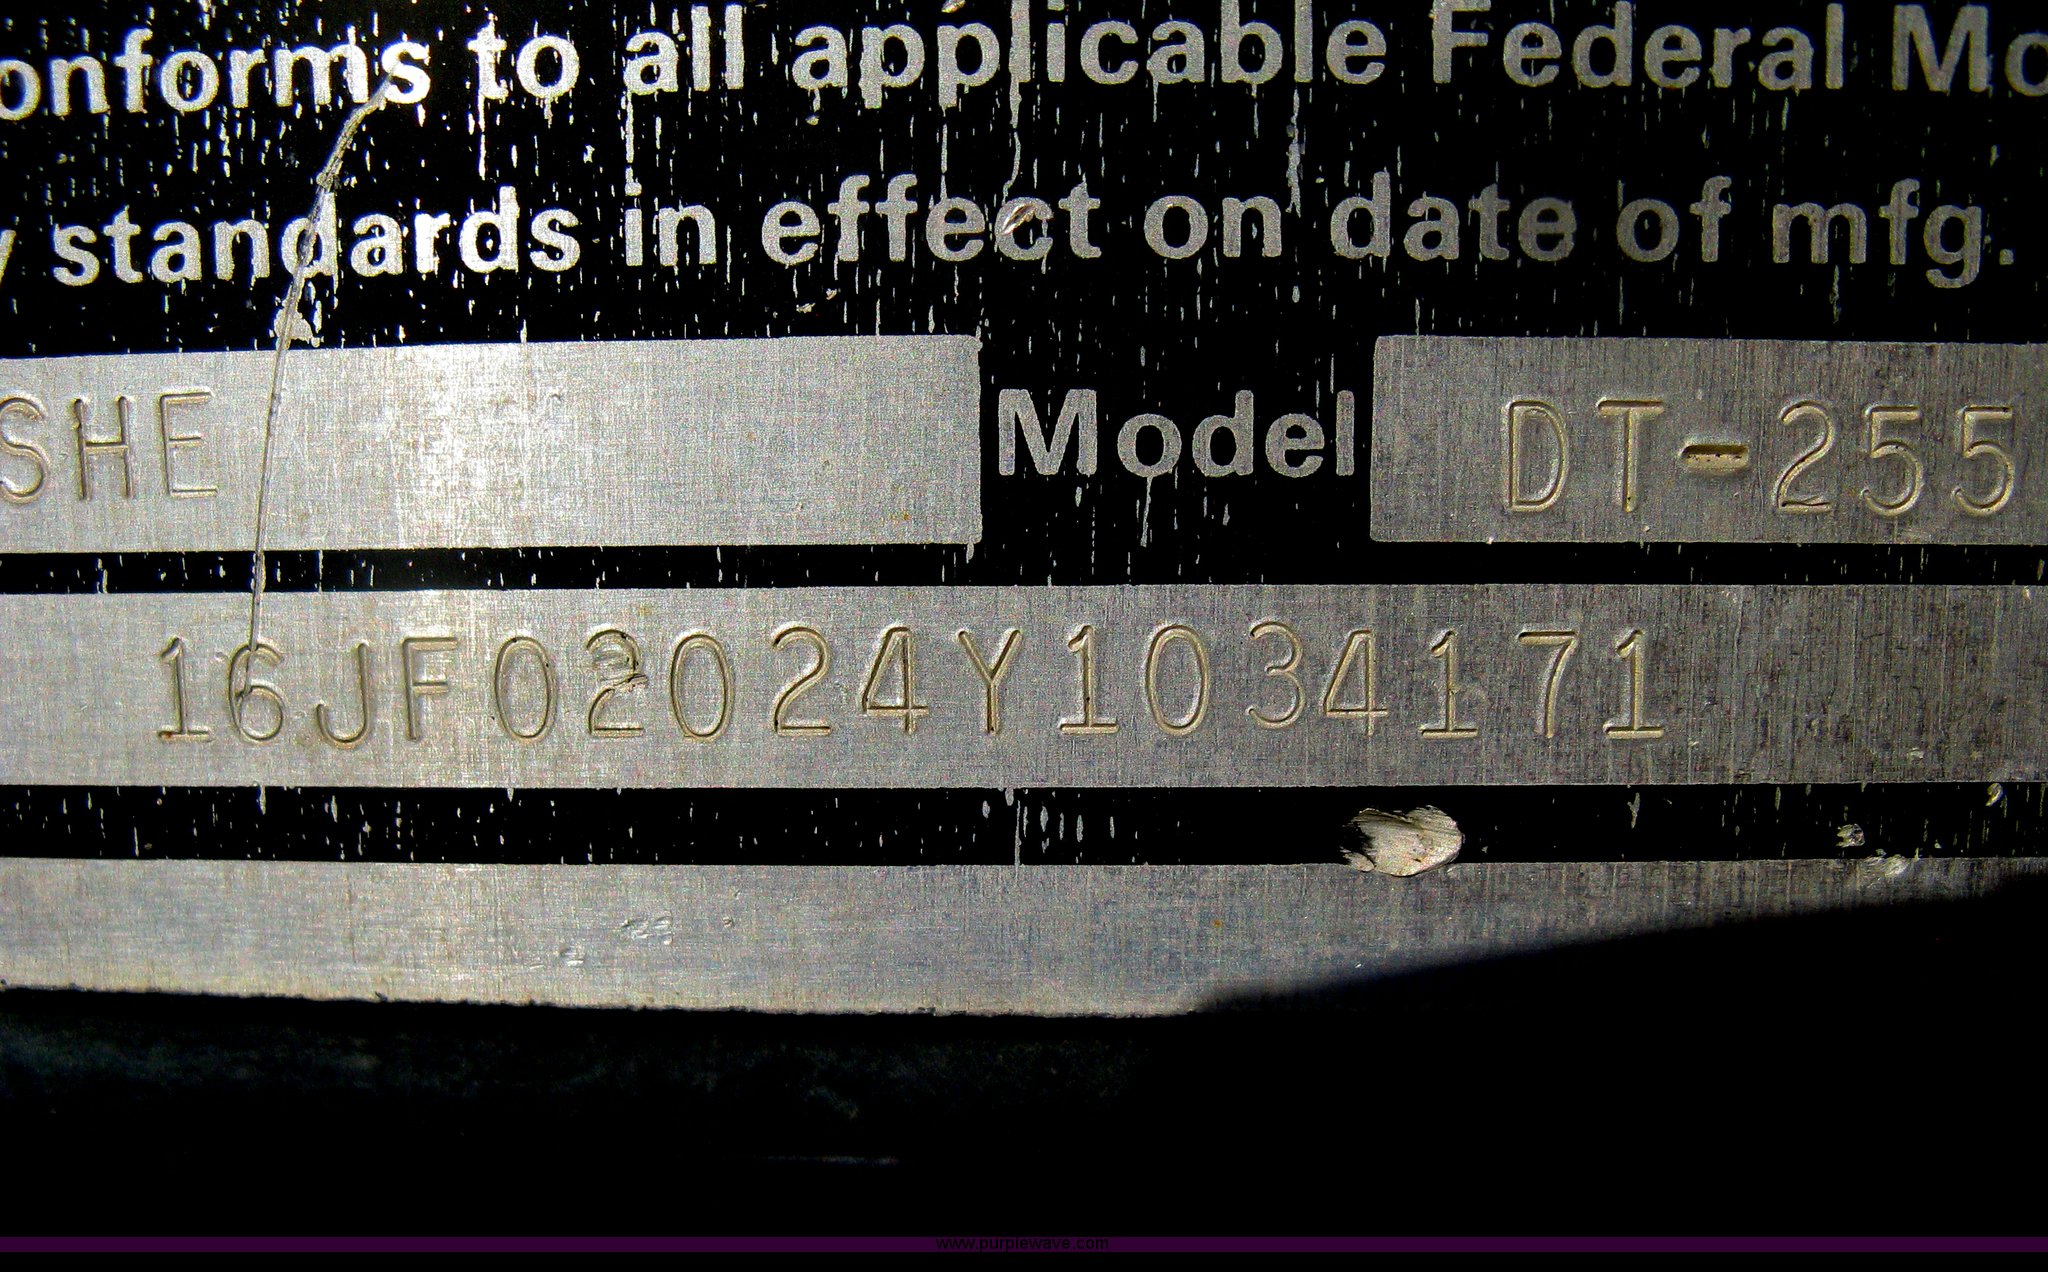 onforms to all applicable Federal Mo
y standards in effect on date of mfg.
SHE Model DT-255
16JF02024Y1034171
www.purplewave.com